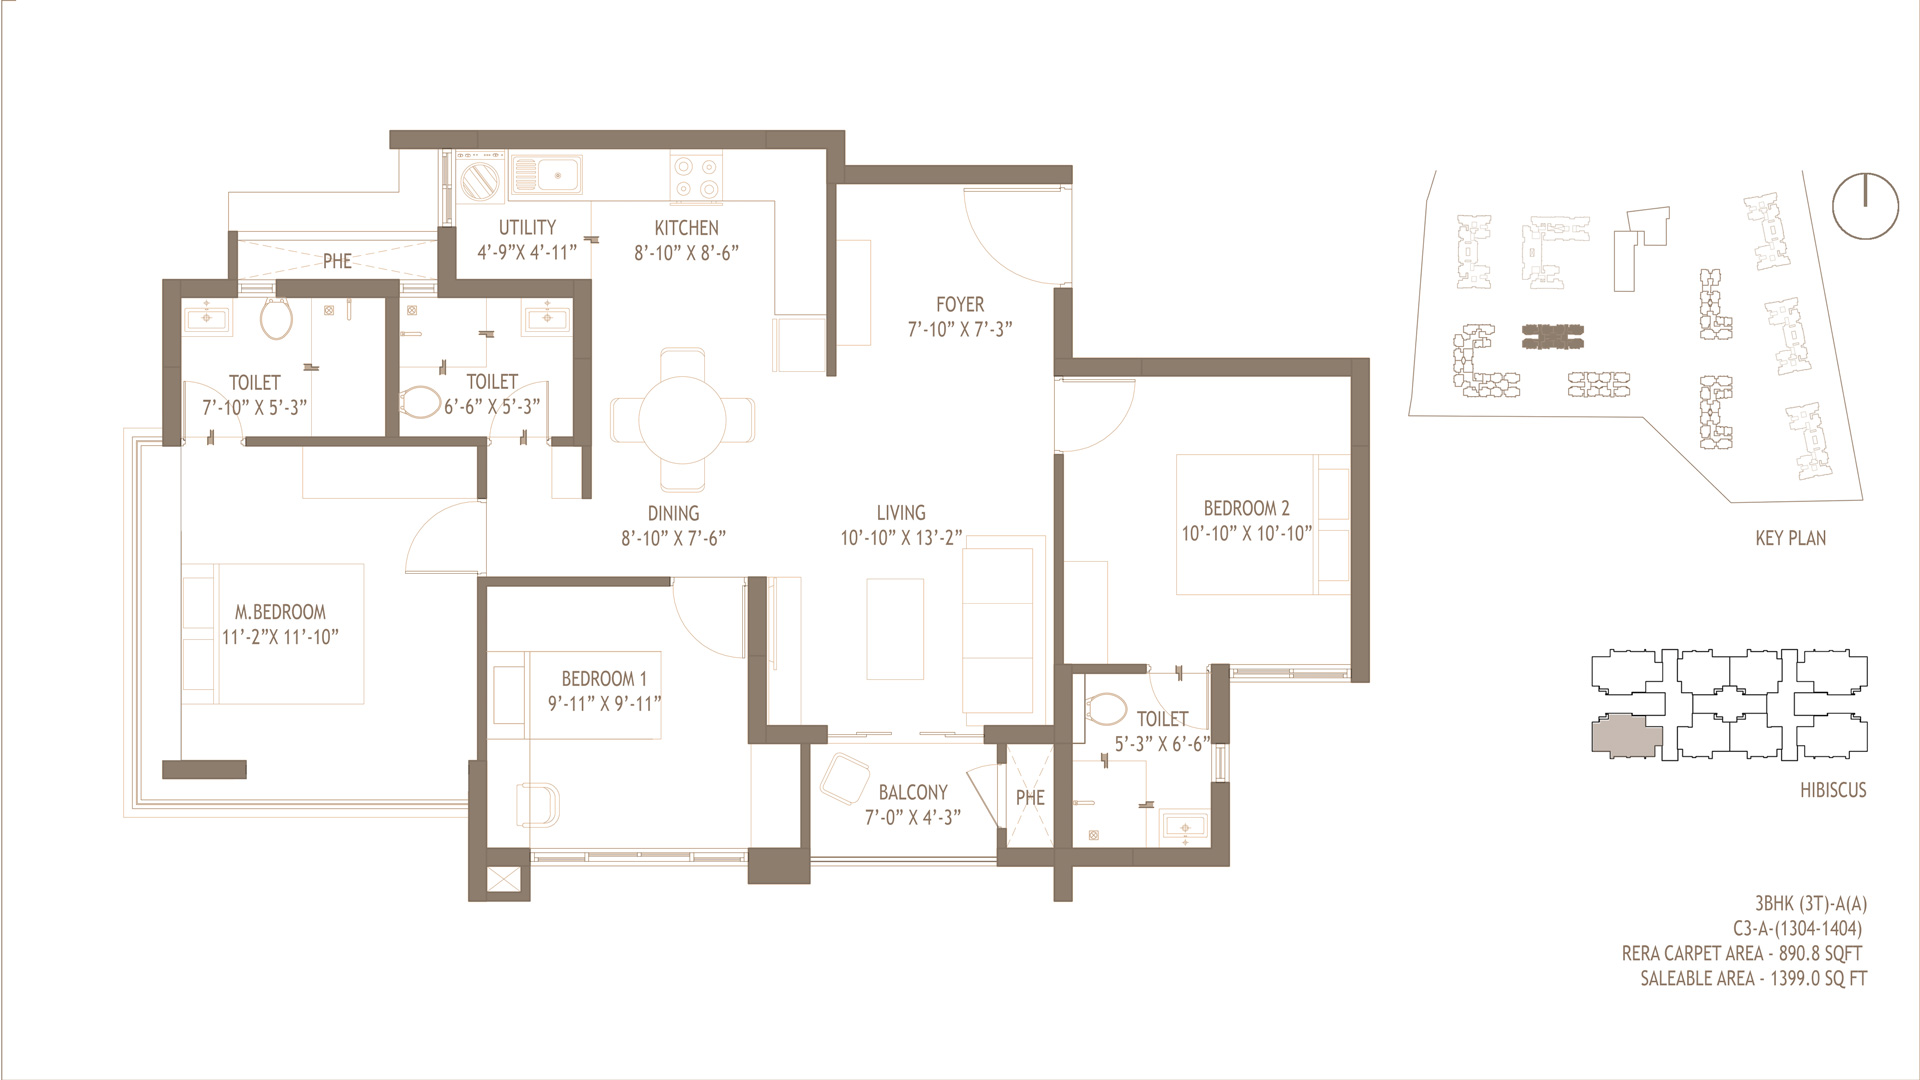 UTILITY
4’-9”X 4’-11”
KITCHEN
8’-10” X 8’-6”
PHE
FOYER
7’-10” X 7’-3”
TOILET
7’-10” X 5’-3”
TOILET
6’-6” X 5’-3”
DINING
8’-10” X 7’-6”
LIVING
10’-10” X 13’-2”
BEDROOM 2
10’-10” X 10’-10”
M.BEDROOM
11’-2”X 11’-10”
BEDROOM 1
9’-11” X 9’-11”
TOILET
5’-3” X 6’-6”
BALCONY
7’-0” X 4’-3”
PHE
KEY PLAN
HIBISCUS
3BHK (3T)-A(A)
C3-A-(1304-1404)
RERA CARPET AREA - 890.8 SQFT
SALEABLE AREA - 1399.0 SQ FT